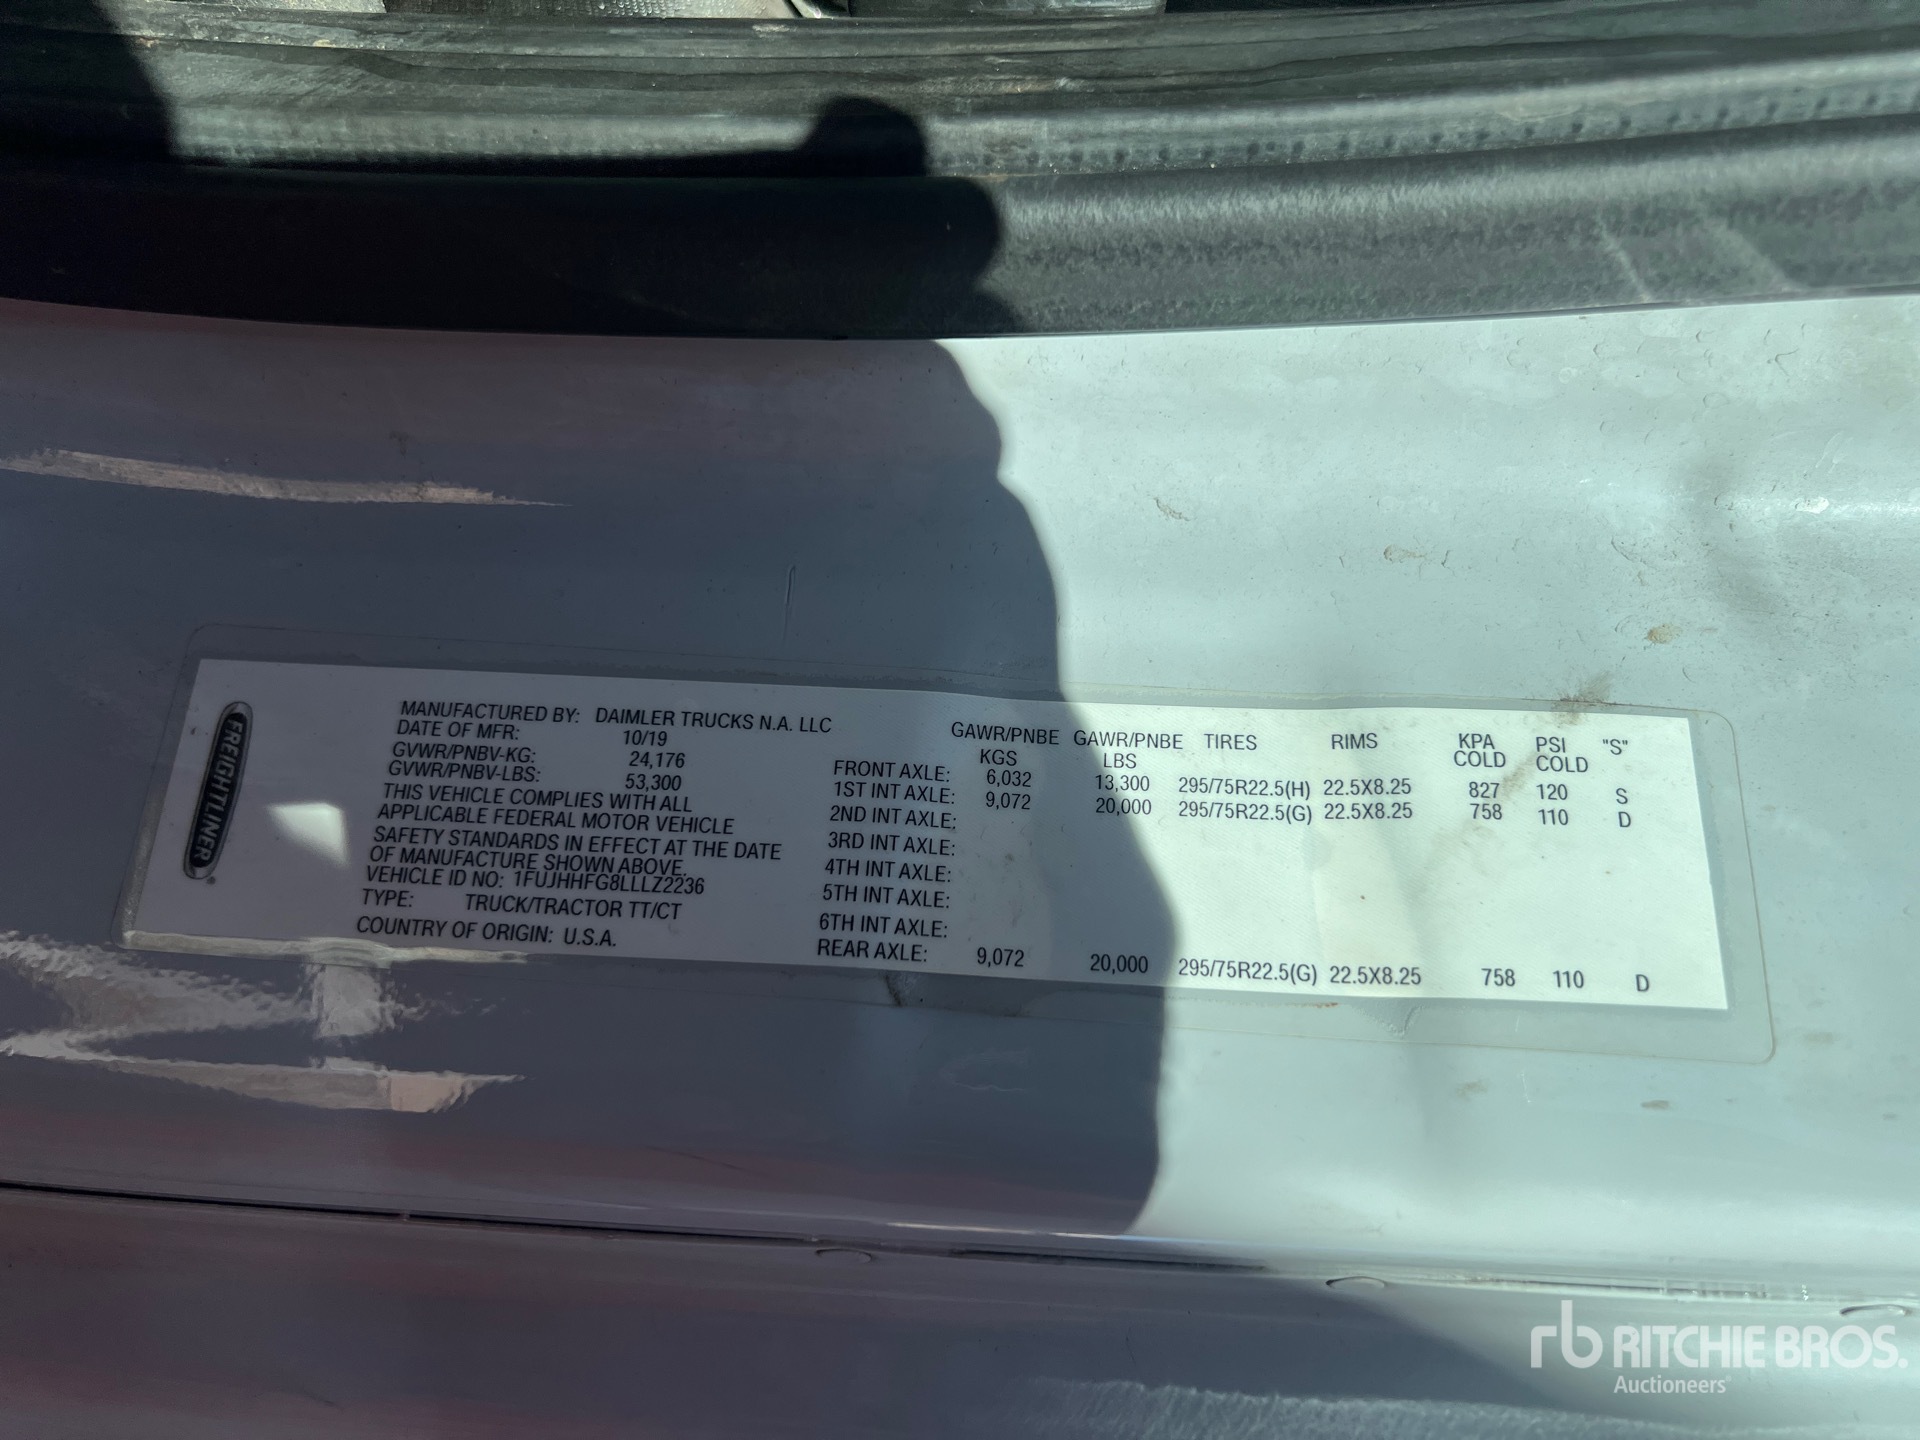 FREIGHTLINER
MANUFACTURED BY: DAIMLER TRUCKS N.A. LLC
DATE OF MFR: 10/19
GVWR/PNBV-KG: 24,176
GVWR/PNBV-LBS: 53,300
THIS VEHICLE COMPLIES WITH ALL
APPLICABLE FEDERAL MOTOR VEHICLE
SAFETY STANDARDS IN EFFECT AT THE DATE
OF MANUFACTURE SHOWN ABOVE.
VEHICLE ID NO: 1FUJHHFG8LLLZ2236
TYPE: TRUCK/TRACTOR TT/CT
COUNTRY OF ORIGIN: U.S.A.
GAWR/PNBE GAWR/PNBE TIRES RIMS KPA PSI "S"
KGS LBS COLD COLD
FRONT AXLE: 6,032 13,300 295/75R22.5(H) 22.5X8.25 827 120 S
1ST INT AXLE: 9,072 20,000 295/75R22.5(G) 22.5X8.25 758 110 D
2ND INT AXLE:
3RD INT AXLE:
4TH INT AXLE:
5TH INT AXLE:
6TH INT AXLE:
REAR AXLE: 9,072 20,000 295/75R22.5(G) 22.5X8.25 758 110 D
rb RITCHIE BROS.
Auctioneers